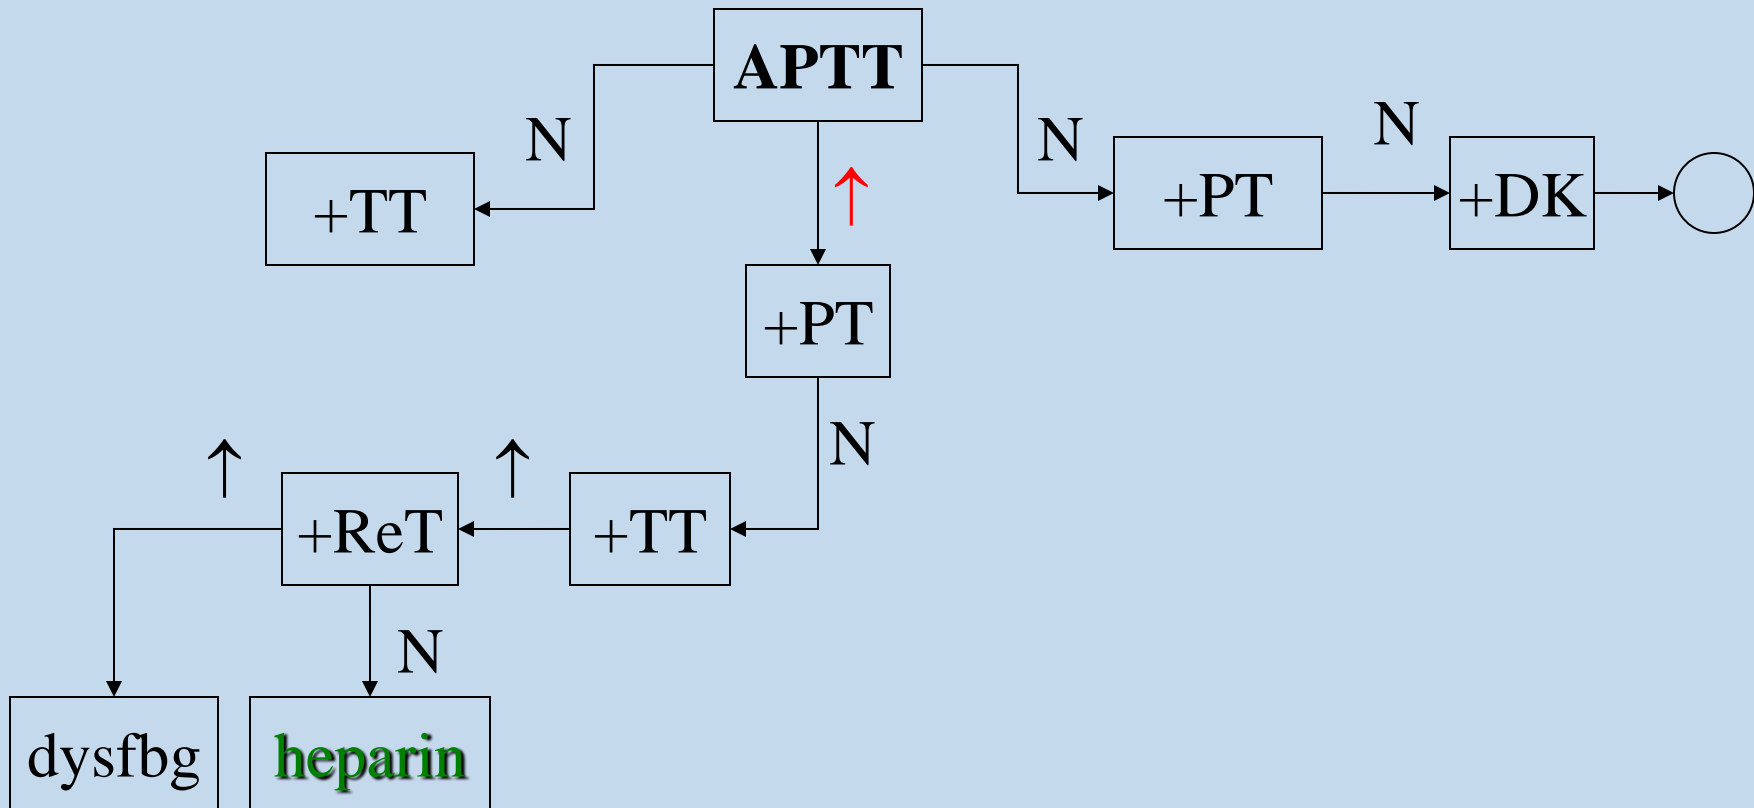 APTT
N
N
N
+TT
↑
+PT
+DK
+PT
N
↑
↑
+ReT
+TT
N
dysfbg
heparin